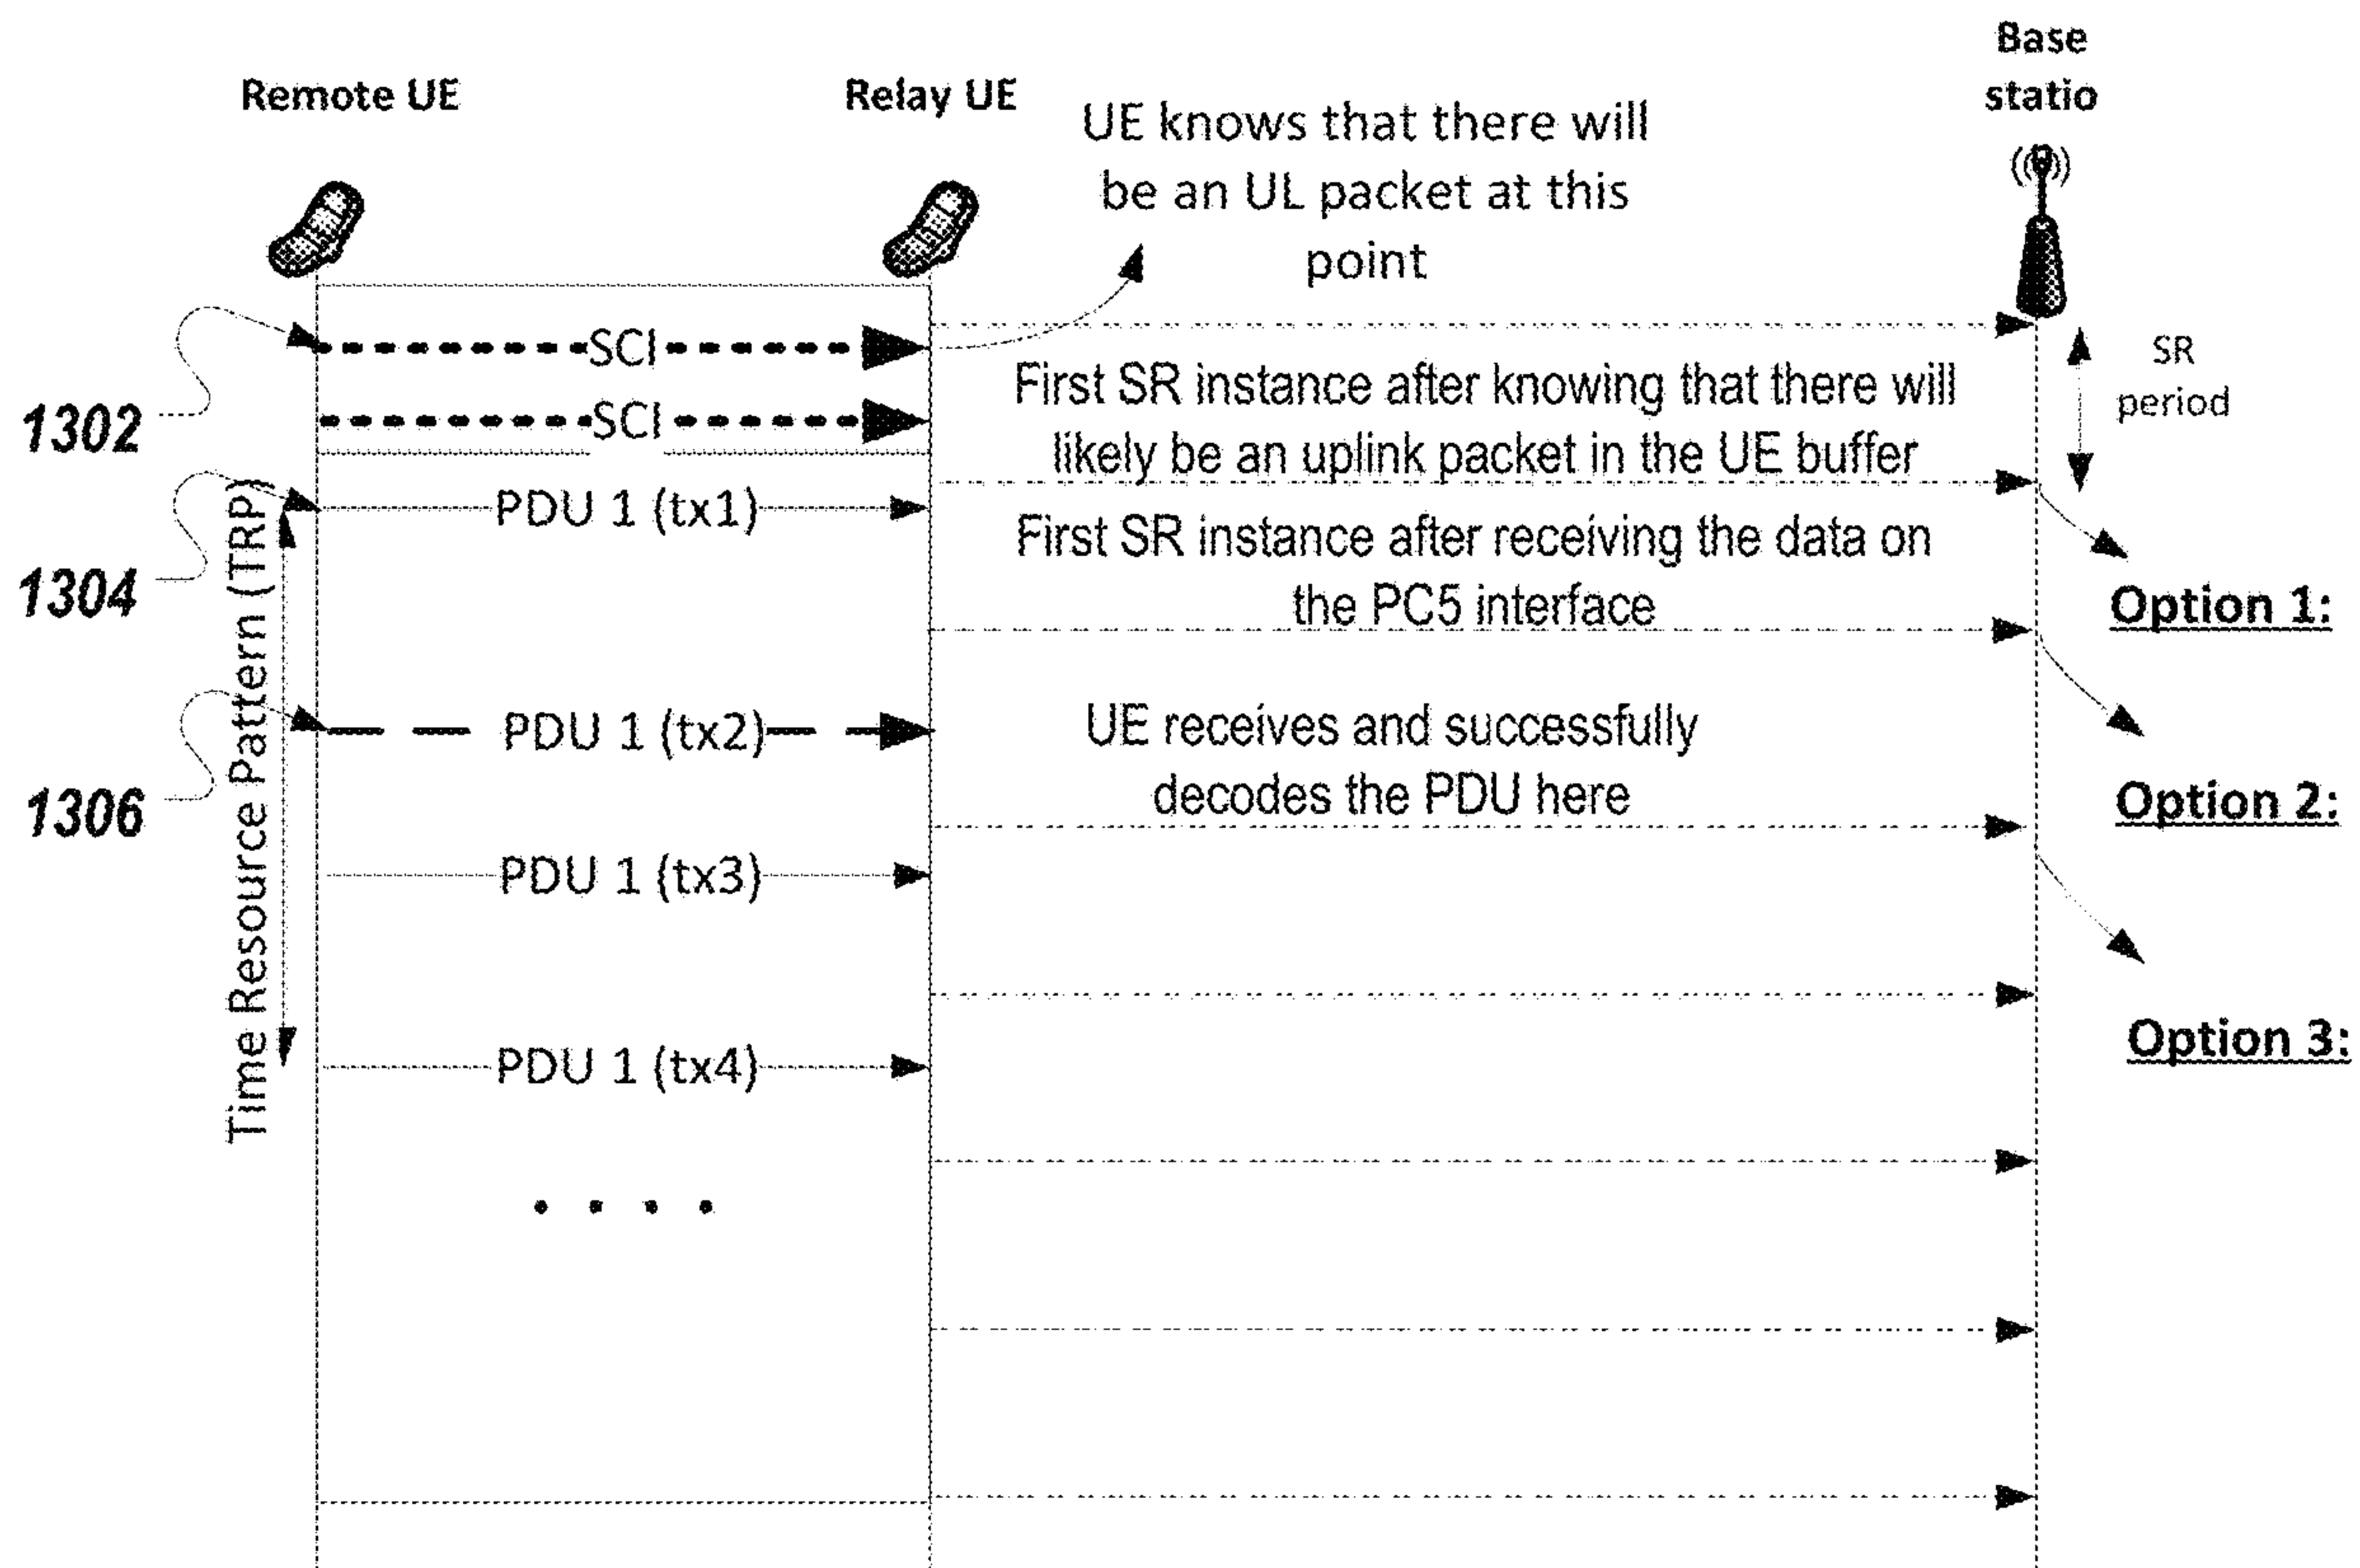 Remote UE
Relay UE
Base
statio
UE knows that there will
be an UL packet at this
point
SCI
SR
period
First SR instance after knowing that there will
likely be an uplink packet in the UE buffer
1302
SCI
PDU 1 (tx1)
First SR instance after receiving the data on
the PC5 interface
1304
Option 1:
Time Resource Pattern (TRP)
PDU 1 (tx2)
UE receives and successfully
decodes the PDU here
1306
Option 2:
PDU 1 (tx3)
Option 3:
PDU 1 (tx4)
. . . .